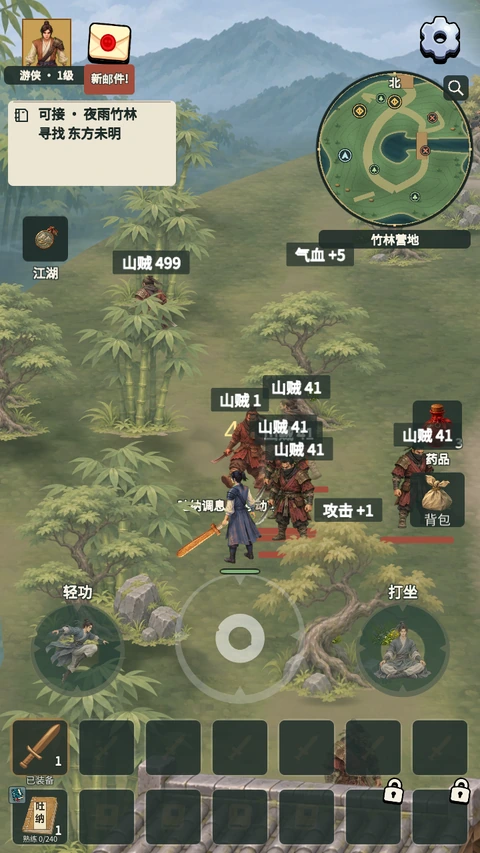 游侠 · 1级
新邮件!
可接 · 夜雨竹林
寻找 东方未明
北
竹林营地
江湖
山贼 499
气血 +5
山贼 41
山贼 1
山贼 41
山贼 41
山贼 41
药品
攻击 +1
背包
轻功
打坐
1
已装备
吐纳
1
熟练 0/240